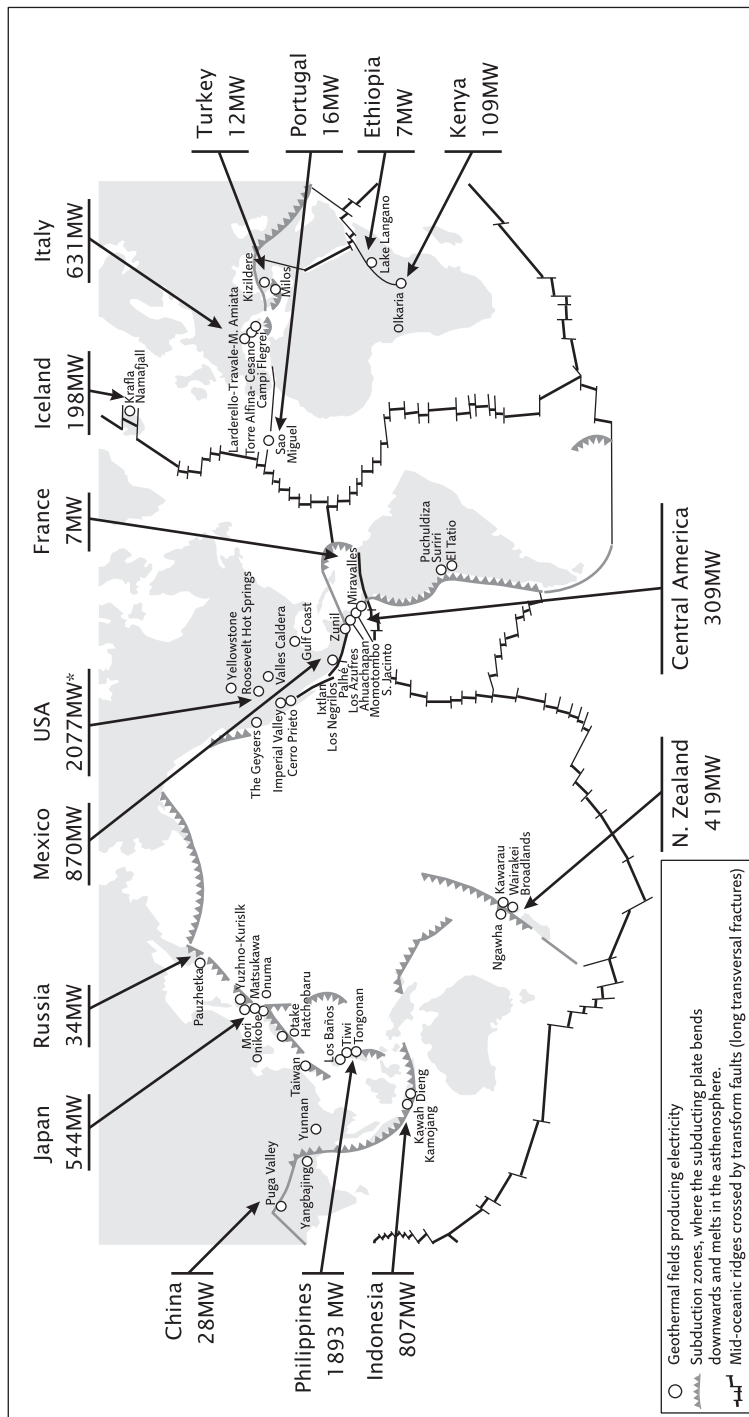 Japan
544MW
Russia
34MW
Mexico
870MW
USA
2077MW*
France
7MW
Iceland
198MW
Italy
631MW
Turkey
12MW
Portugal
16MW
Ethiopia
7MW
Kenya
109MW
China
28MW
Philippines
1893 MW
Indonesia
807MW
N. Zealand
419MW
Central America
309MW
Puga Valley
Yangbajing
Yunnan
Taiwan
Pauzhetka
Yuzhno-Kurislk
Matsukawa
Onuma
Mori
Onikobe
Otake
Hatchobaru
Los Baños
Tiwi
Tongonan
Kawah Dieng
Kamojang
Ngawha
Kawarau
Wairakei
Broadlands
Yellowstone
Roosevelt Hot Springs
Valles Caldera
Gulf Coast
The Geysers
Imperial Valley
Cerro Prieto
Ixtlan
Los Negrilos
Palhé
Los Azufres
Ahuachapan
Momotombo
S. Jacinto
Zunil
Miravalles
Puchuldiza
Suriri
El Tatio
Krafla
Namafjall
Larderello-Travale-M. Amiata
Torre Alfina- Cesano
Campi Flegrei
Sao
Miguel
Kizildere
Milos
Lake Langano
Olkaria
Geothermal fields producing electricity
Subduction zones, where the subducting plate bends
downwards and melts in the asthenosphere.
Mid-oceanic ridges crossed by transform faults (long transversal fractures)